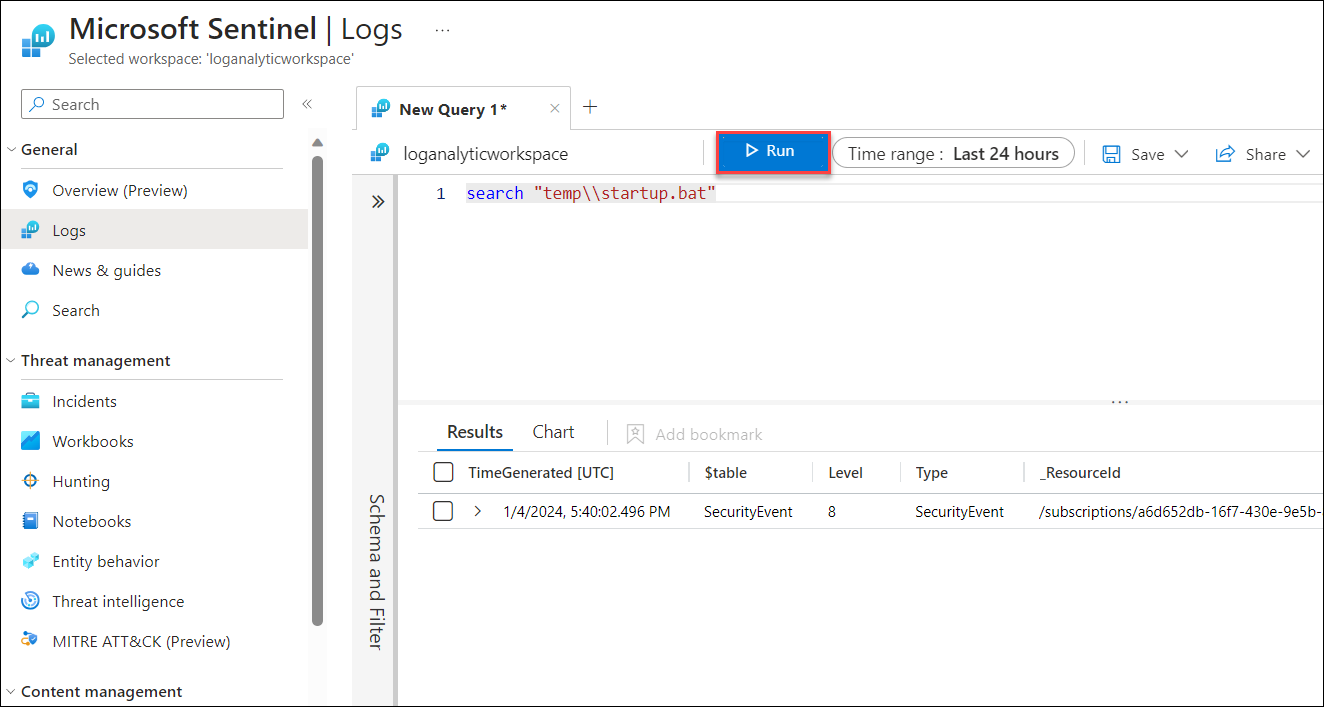 Microsoft Sentinel | Logs ...
Selected workspace: 'loganalyticworkspace'
Search
«
General
Overview (Preview)
Logs
News & guides
Search
Threat management
Incidents
Workbooks
Hunting
Notebooks
Entity behavior
Threat intelligence
MITRE ATT&CK (Preview)
Content management
New Query 1*
loganalyticworkspace
Run
Time range : Last 24 hours
Save
Share
1 search "temp\\startup.bat"
Schema and Filter
Results Chart Add bookmark
TimeGenerated [UTC] $table Level Type _ResourceId
1/4/2024, 5:40:02.496 PM SecurityEvent 8 SecurityEvent /subscriptions/a6d652db-16f7-430e-9e5b-